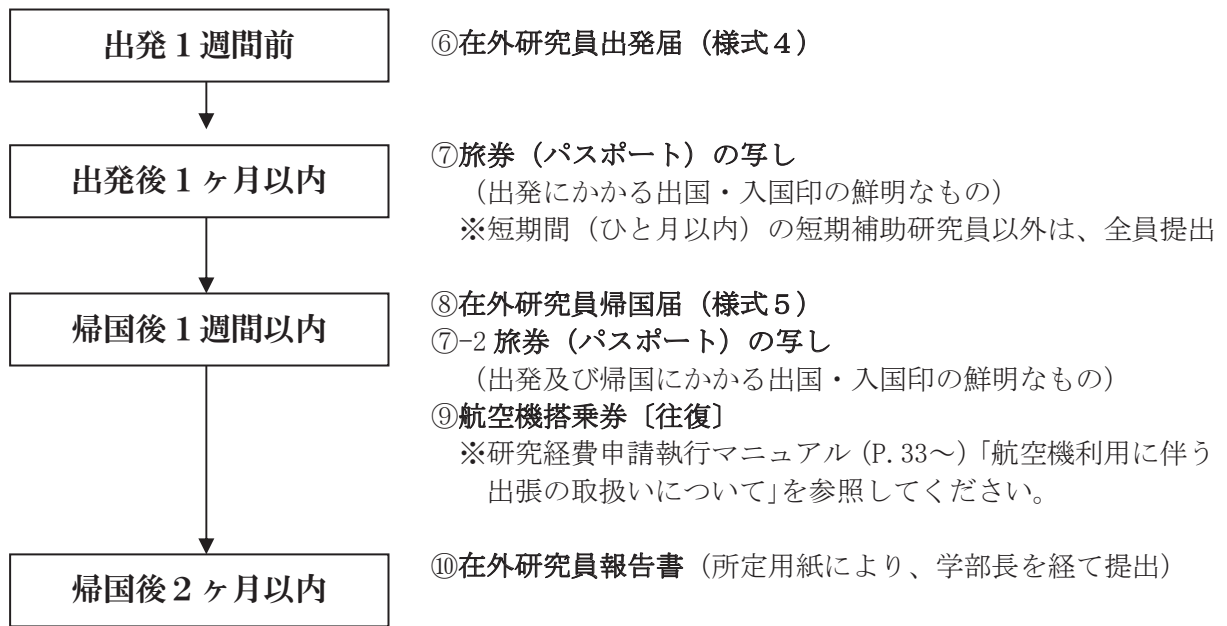 出発１週間前
⑥在外研究員出発届（様式４）
出発後１ヶ月以内
⑦旅券（パスポート）の写し
（出発にかかる出国・入国印の鮮明なもの）
※短期間（ひと月以内）の短期補助研究員以外は、全員提出
帰国後１週間以内
⑧在外研究員帰国届（様式５）
⑦-2 旅券（パスポート）の写し
（出発及び帰国にかかる出国・入国印の鮮明なもの）
⑨航空機搭乗券〔往復〕
※研究経費申請執行マニュアル（P.33～）「航空機利用に伴う
出張の取扱いについて」を参照してください。
帰国後２ヶ月以内
⑩在外研究員報告書（所定用紙により、学部長を経て提出）